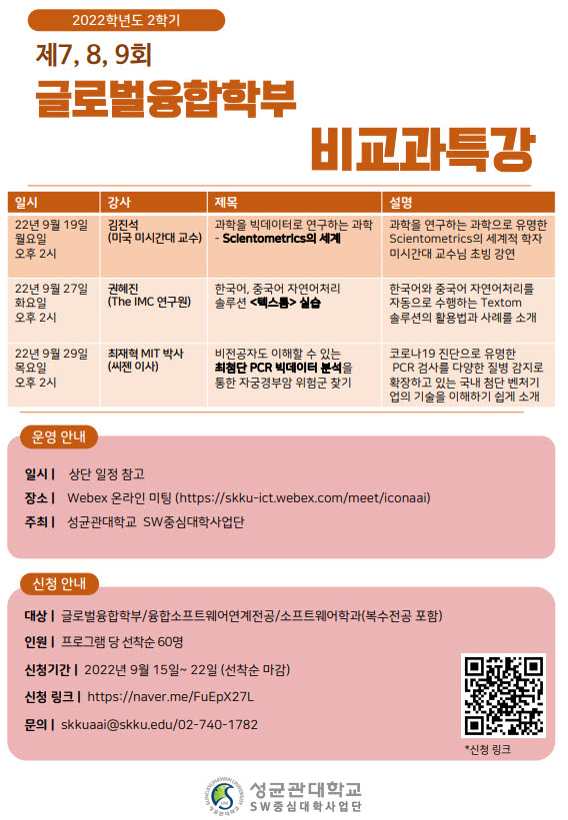 2022학년도 2학기
제7, 8, 9회
글로벌융합학부
비교과특강
일시 강사 제목 설명
22년 9월 19일
월요일
오후 2시
김진석
(미국 미시간대 교수)
과학을 빅데이터로 연구하는 과학
- Scientometrics의 세계
과학을 연구하는 과학으로 유명한
Scientometrics의 세계적 학자
미시간대 교수님 초빙 강연
22년 9월 27일
화요일
오후 2시
권혜진
(The IMC 연구원)
한국어, 중국어 자연어처리
솔루션 <텍스톰> 실습
한국어와 중국어 자연어처리를
자동으로 수행하는 Textom
솔루션의 활용법과 사례를 소개
22년 9월 29일
목요일
오후 2시
최재혁 MIT 박사
(씨젠 이사)
비전공자도 이해할 수 있는
최첨단 PCR 빅데이터 분석을
통한 자궁경부암 위험군 찾기
코로나19 진단으로 유명한
PCR 검사를 다양한 질병 감지로
확장하고 있는 국내 첨단 벤처기
업의 기술을 이해하기 쉽게 소개
운영 안내
일시 | 상단 일정 참고
장소 | Webex 온라인 미팅 (https://skku-ict.webex.com/meet/iconaai)
주최 | 성균관대학교 SW중심대학사업단
신청 안내
대상 | 글로벌융합학부/융합소프트웨어연계전공/소프트웨어학과(복수전공 포함)
인원 | 프로그램 당 선착순 60명
신청기간 | 2022년 9월 15일~ 22일 (선착순 마감)
신청 링크 | https://naver.me/FuEpX27L
문의 | skkuaai@skku.edu/02-740-1782
*신청 링크
성균관대학교
SW중심대학사업단